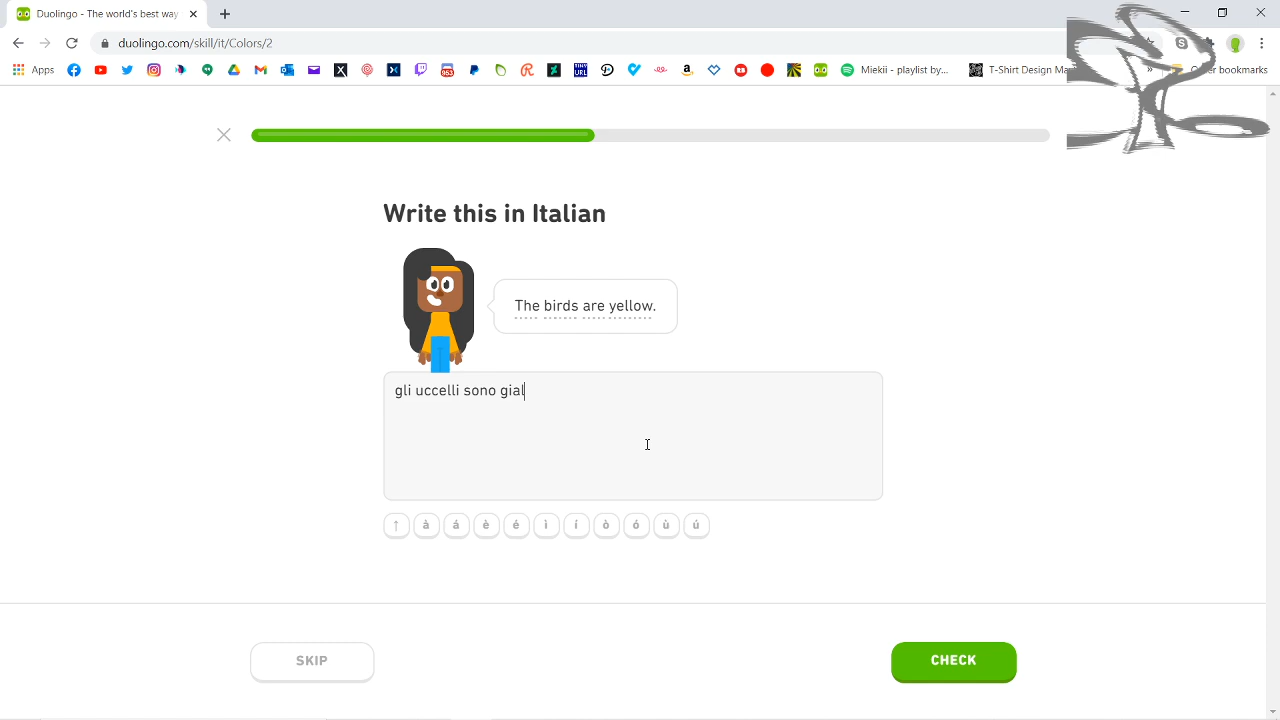 Duolingo - The world's best way
duolingo.com/skill/it/Colors/2
Apps
Miekii - playlist by...
T-Shirt Design Ma
»
bookmarks
Write this in Italian
The birds are yellow.
gli uccelli sono gial
↑ à á è é ì í ò ó ù ú
SKIP
CHECK